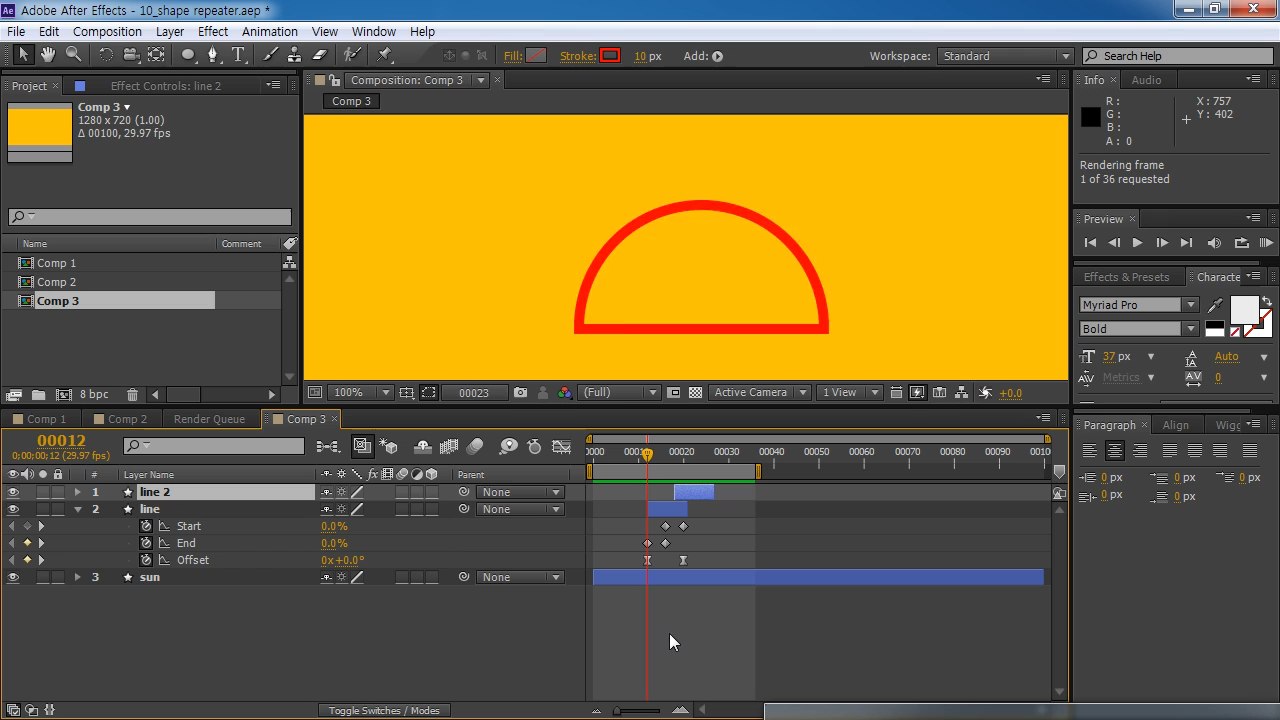 Ae Adobe After Effects - 10_shape repeater.aep *
File Edit Composition Layer Effect Animation View Window Help
Fill: Stroke: 10 px Add: Workspace: Standard Search Help
Project Effect Controls: line 2
Comp 3
1280 x 720 (1.00)
Δ 00100, 29.97 fps
Name Comment
Comp 1
Comp 2
Comp 3
8 bpc
Composition: Comp 3
Comp 3
100% 00023 (Full) Active Camera 1 View +0.0
Info Audio
R : X : 757
G : Y : 402
B :
A : 0
Rendering frame
1 of 36 requested
Preview
Effects & Presets Characte
Myriad Pro
Bold
37 px Auto
Metrics 0
Paragraph Align Wigg
0 px 0 px 0 px
0 px 0 px
Comp 1 Comp 2 Render Queue Comp 3
00012
0;00;00;12 (29.97 fps)
0000 0001 00020 00030 00040 00050 00060 00070 00080 00090 0010
# Layer Name Parent
1 line 2 None
2 line None
Start 0.0%
End 0.0%
Offset 0x+0.0°
3 sun None
Toggle Switches / Modes